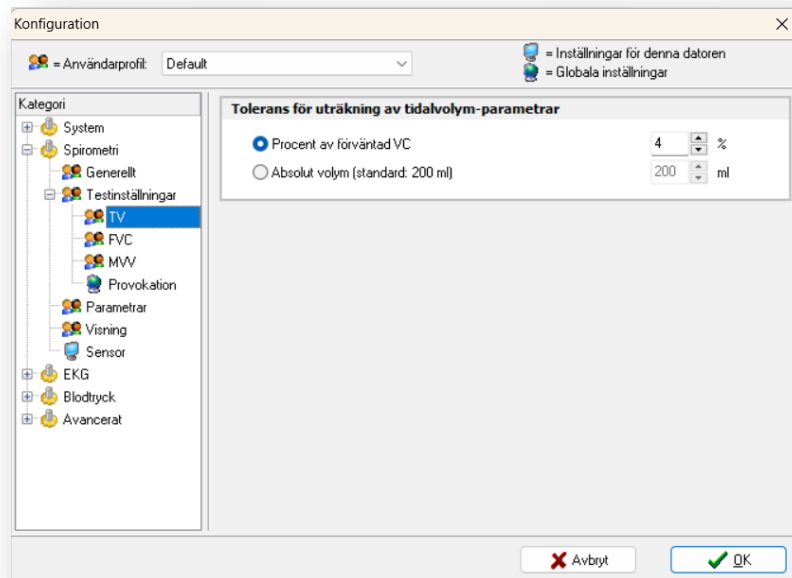 Konfiguration
= Användarprofil: Default
= Inställningar för denna datoren
= Globala inställningar
Kategori
System
Spirometri
Generellt
Testinställningar
TV
FVC
MVV
Provokation
Parametrar
Visning
Sensor
EKG
Blodtryck
Avancerat
Tolerans för uträkning av tidalvolym-parametrar
Procent av förväntad VC 4 %
Absolut volym (standard: 200 ml) 200 ml
Avbryt OK